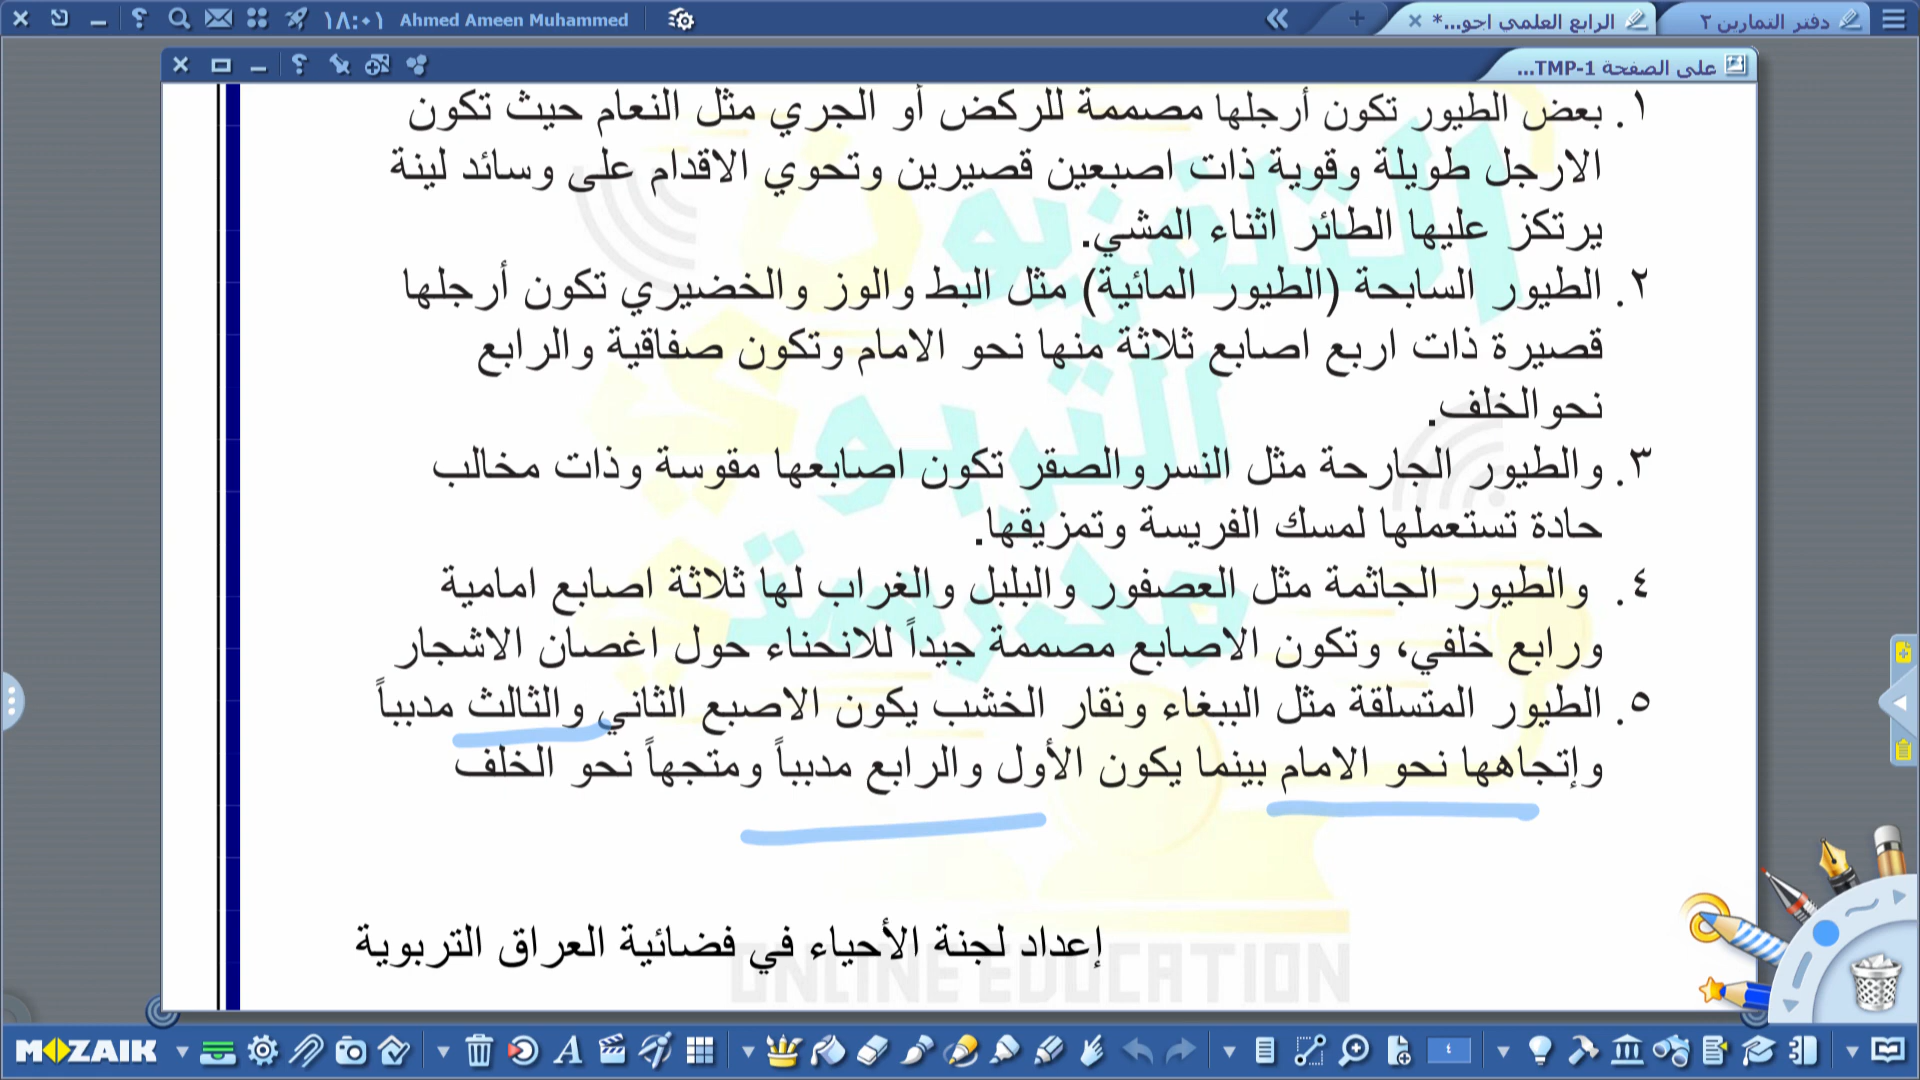 ١٨:٠١ Ahmed Ameen Muhammed
الرابع العلمي احو...*
دفتر التمارين ٢
على الصفحة TMP-1...
١. بعض الطيور تكون أرجلها مصممة للركض أو الجري مثل النعام حيث تكون
الارجل طويلة وقوية ذات اصبعين قصيرين وتحوي الاقدام على وسائد لينة
يرتكز عليها الطائر اثناء المشي.
٢. الطيور السابحة (الطيور المائية) مثل البط والوز والخضيري تكون أرجلها
قصيرة ذات اربع اصابع ثلاثة منها نحو الامام وتكون صفاقية والرابع
نحوالخلف.
٣. والطيور الجارحة مثل النسروالصقر تكون اصابعها مقوسة وذات مخالب
حادة تستعملها لمسك الفريسة وتمزيقها.
٤. والطيور الجاثمة مثل العصفور والبلبل والغراب لها ثلاثة اصابع امامية
ورابع خلفي، وتكون الاصابع مصممة جيداً للانحناء حول اغصان الاشجار
٥. الطيور المتسلقة مثل الببغاء ونقار الخشب يكون الاصبع الثاني والثالث مدبباً
وإتجاهها نحو الامام بينما يكون الأول والرابع مدبباً ومتجهاً نحو الخلف
إعداد لجنة الأحياء في فضائية العراق التربوية
التلفزيون
التربوي
مدرستي
ONLINE EDUCATION
MOZAIK